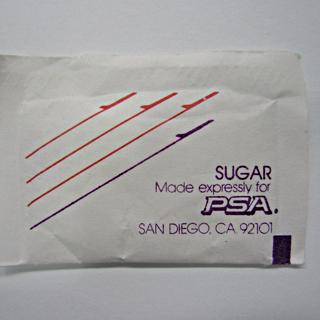 SUGAR
Made expressly for
PSA.
SAN DIEGO, CA 92101